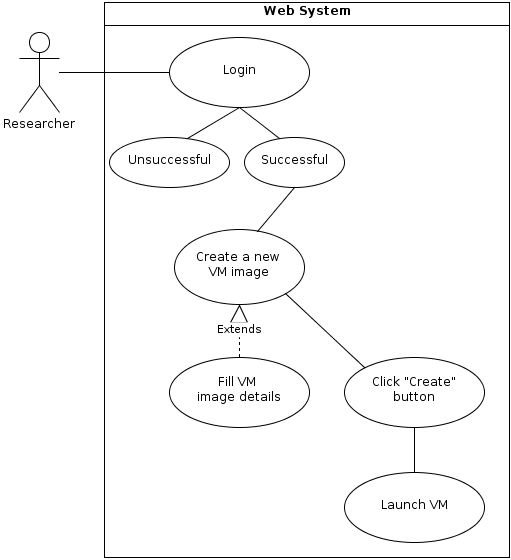 Web System
Login
Researcher
Unsuccessful
Successful
Create a new
VM image
Extends
Fill VM
image details
Click "Create"
button
Launch VM